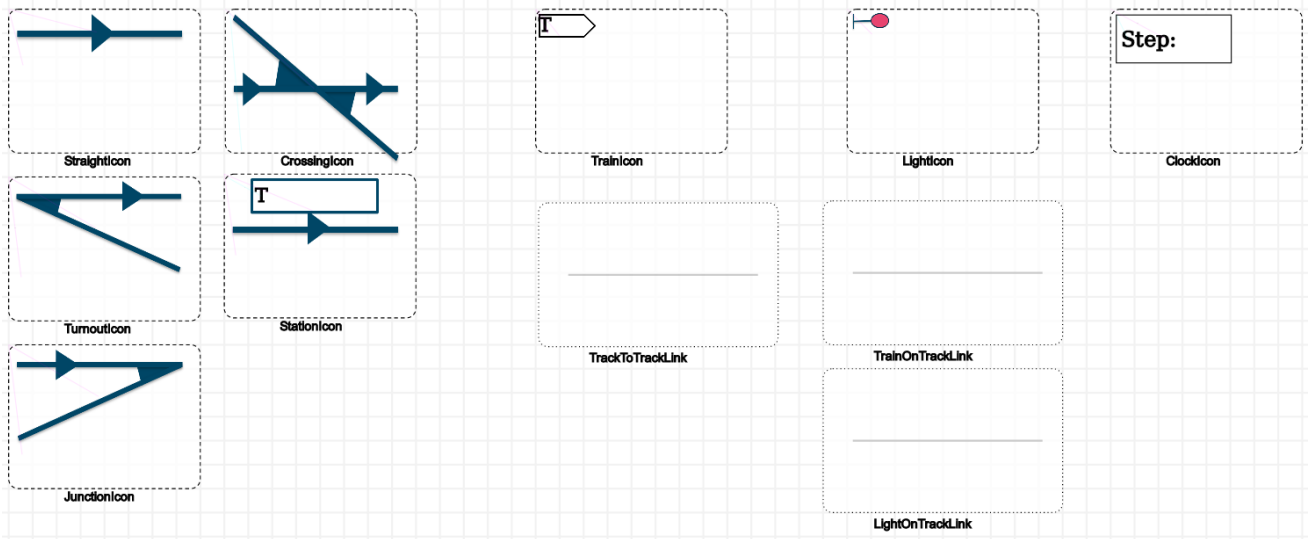 T
Step:
StraightIcon
CrossingIcon
TrainIcon
LightIcon
ClockIcon
T
TurnoutIcon
StationIcon
TrackToTrackLink
TrainOnTrackLink
JunctionIcon
LightOnTrackLink